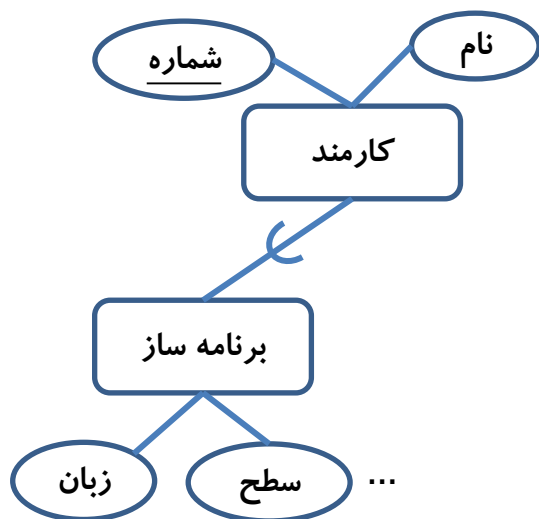 نام
شماره
کارمند
برنامه ساز
زبان
سطح
...